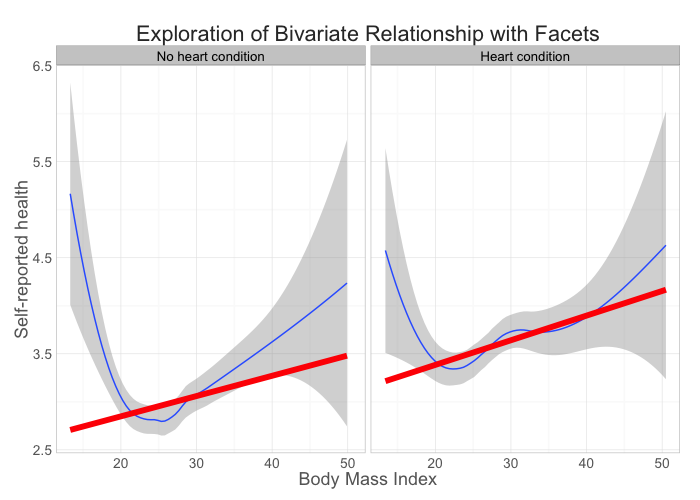 Exploration of Bivariate Relationship with Facets
No heart condition Heart condition
6.5
5.5
4.5
3.5
2.5
Self-reported health
20 30 40 50 20 30 40 50
Body Mass Index